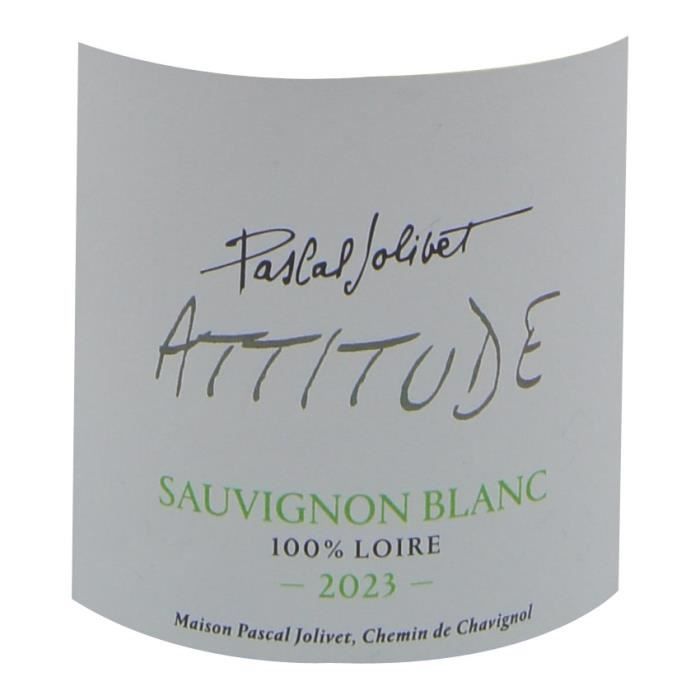 Pascal Jolivet
ATTITUDE
SAUVIGNON BLANC
100% LOIRE
– 2023 –
Maison Pascal Jolivet, Chemin de Chavignol